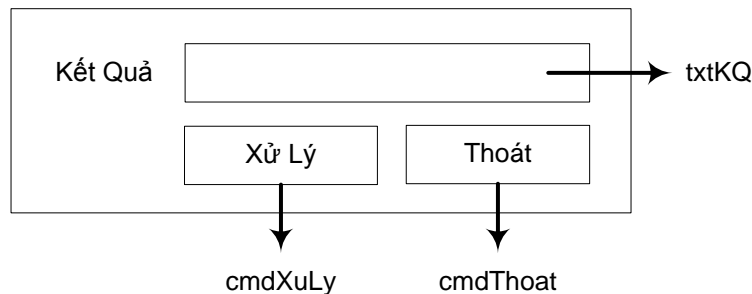 Kết Quả txtKQ
Xử Lý Thoát
cmdXuLy cmdThoat